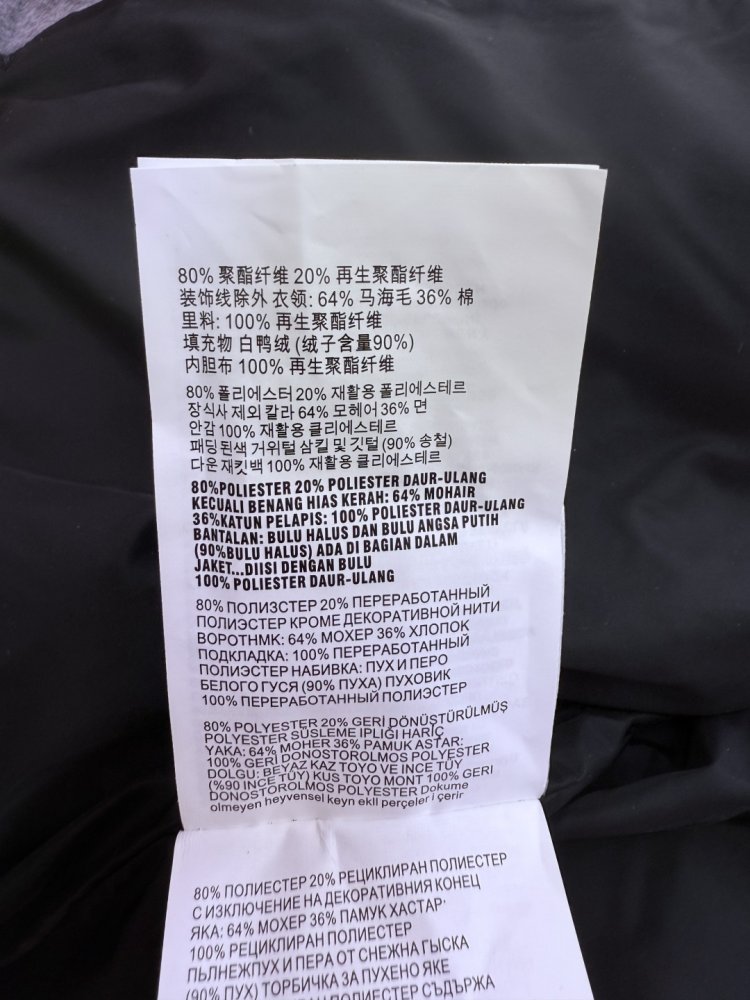 80% 聚酯纤维 20% 再生聚酯纤维
装饰线除外 衣领: 64% 马海毛 36% 棉
里料: 100% 再生聚酯纤维
填充物 白鸭绒 (绒子含量90%)
内胆布 100% 再生聚酯纤维
80% 폴리에스터 20% 재활용 폴리에스테르
장식사 제외 칼라 64% 모헤어 36% 면
안감 100% 재활용 클리에스테르
패딩 된색 거위털 삼킬 및 깃털 (90% 송철)
다운 재킷백 100% 재활용 클리에스테르
80%POLIESTER 20% POLIESTER DAUR-ULANG
KECUALI BENANG HIAS KERAH: 64% MOHAIR
36%KATUN PELAPIS: 100% POLIESTER DAUR-ULANG
BANTALAN: BULU HALUS DAN BULU ANGSA PUTIH
(90%BULU HALUS) ADA DI BAGIAN DALAM
JAKET...DIISI DENGAN BULU
100% POLIESTER DAUR-ULANG
80% ПОЛИЗСТЕР 20% ПЕРЕРАБОТАННЫЙ
ПОЛИЭСТЕР КРОМЕ ДЕКОРАТИВНОЙ НИТИ
ВОРОТНМК: 64% МОХЕР 36% ХЛОПОК
ПОДКЛАДКА: 100% ПЕРЕРАБОТАННЫЙ
ПОЛИЭСТЕР НАБИВКА: ПУХ И ПЕРО
БЕЛОГО ГУСЯ (90% ПУХА) ПУХОВИК
100% ПЕРЕРАБОТАННЫЙ ПОЛИЭСТЕР
80% POLYESTER 20% GERİ DÖNÜŞTÜRÜLMÜŞ
POLYESTER SÜSLEME IPLIĞI HARİÇ
YAKA: 64% MOHER 36% PAMUK ASTAR:
100% GERİ DONOSTOROLMOS POLYESTER
DOLGU: BEYAZ KAZ TOYO VE INCE TÜY
(%90 INCE TÜY) KUS TOYO MONT 100% GERI
DONOSTOROLMOS POLYESTER Dokume
olmeyen heyvensel keyn ekli perçeler i çerir
80% ПОЛИЕСТЕР 20% РЕЦИКЛИРАН ПОЛИЕСТЕР
С ИЗКЛЮЧЕНИЕ НА ДЕКОРАТИВНИЯ КОНЕЦ
ЯКА: 64% МОХЕР 36% ПАМУК ХАСТАР'
100% РЕЦИКЛИРАН ПОЛИЕСТЕР
ПЬЛНЕЖПУХ И ПЕРА ОТ СНЕЖНА ГЫСКА
(90% ПУХ) ТОРБИЧКА ЗА ПУХЕНО ЯКЕ
ПОЛИЕСТЕР СЪДЪРЖА